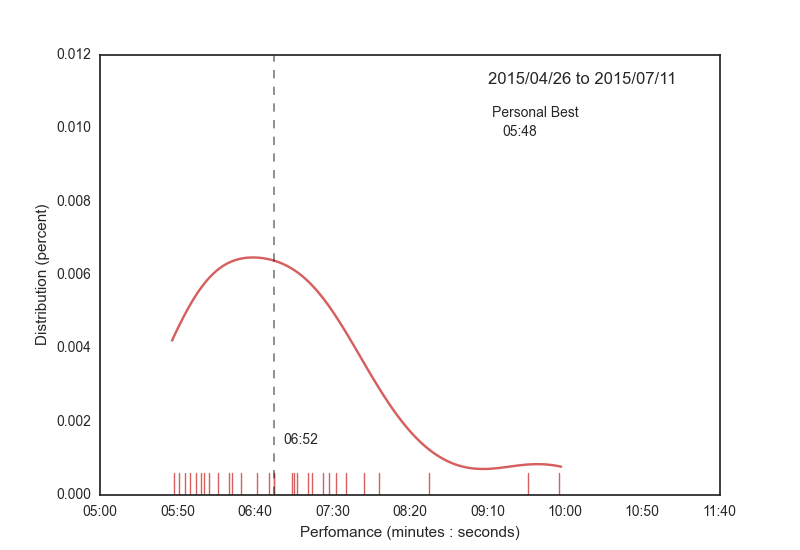 2015/04/26 to 2015/07/11
Personal Best
05:48
0.012
0.010
0.008
0.006
0.004
0.002
0.000
Distribution (percent)
06:52
05:00 05:50 06:40 07:30 08:20 09:10 10:00 10:50 11:40
Perfomance (minutes : seconds)